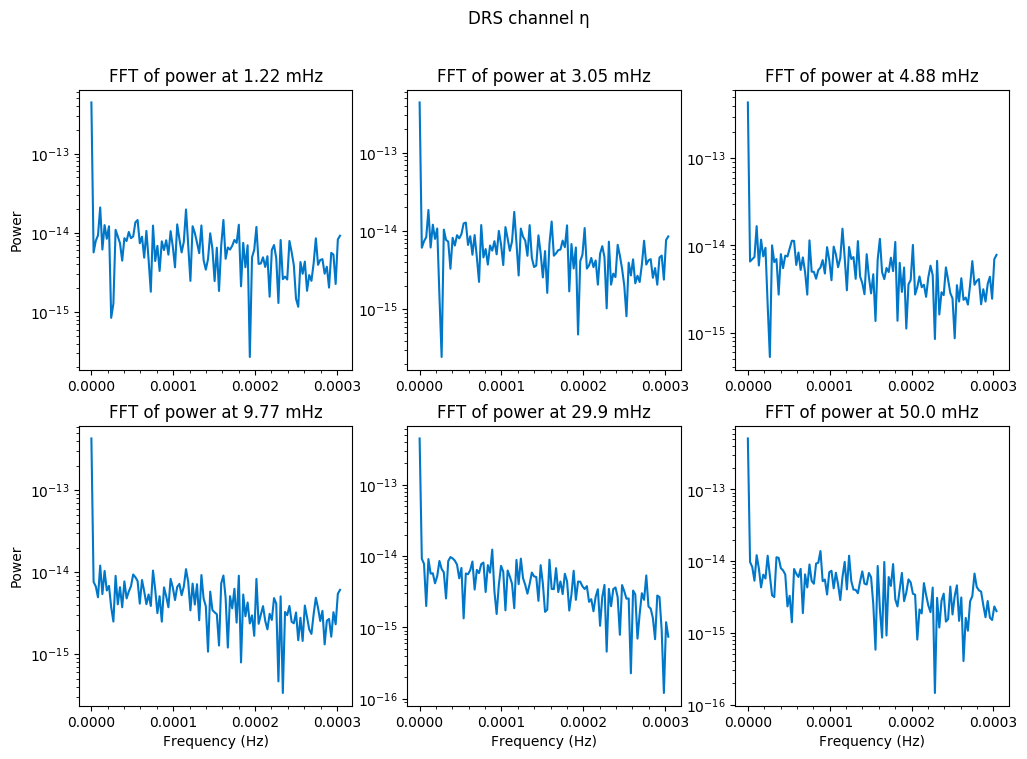 DRS channel η
FFT of power at 1.22 mHz
FFT of power at 3.05 mHz
FFT of power at 4.88 mHz
Power
10⁻¹³
10⁻¹⁴
10⁻¹⁵
0.0000 0.0001 0.0002 0.0003
10⁻¹³
10⁻¹⁴
10⁻¹⁵
0.0000 0.0001 0.0002 0.0003
10⁻¹³
10⁻¹⁴
10⁻¹⁵
0.0000 0.0001 0.0002 0.0003
FFT of power at 9.77 mHz
FFT of power at 29.9 mHz
FFT of power at 50.0 mHz
Power
10⁻¹³
10⁻¹⁴
10⁻¹⁵
0.0000 0.0001 0.0002 0.0003
Frequency (Hz)
10⁻¹³
10⁻¹⁴
10⁻¹⁵
10⁻¹⁶
0.0000 0.0001 0.0002 0.0003
Frequency (Hz)
10⁻¹³
10⁻¹⁴
10⁻¹⁵
10⁻¹⁶
0.0000 0.0001 0.0002 0.0003
Frequency (Hz)